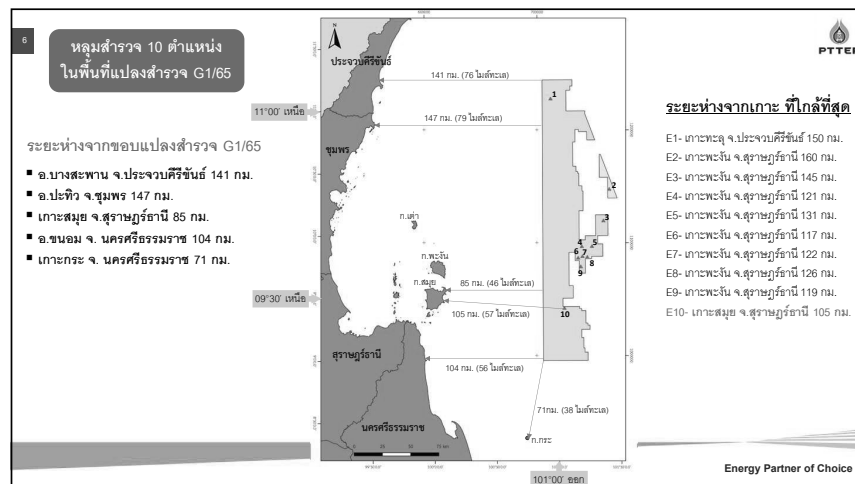 6
หลุมสำรวจ 10 ตำแหน่ง
ในพื้นที่แปลงสำรวจ G1/65
ระยะห่างจากขอบแปลงสำรวจ G1/65
อ.บางสะพาน จ.ประจวบคีรีขันธ์ 141 กม.
อ.ปะทิว จ.ชุมพร 147 กม.
เกาะสมุย จ.สุราษฎร์ธานี 85 กม.
อ.ขนอม จ. นครศรีธรรมราช 104 กม.
เกาะกระ จ. นครศรีธรรมราช 71 กม.
N
ประจวบคีรีขันธ์
141 กม. (76 ไมล์ทะเล)
1
11°00' เหนือ
147 กม. (79 ไมล์ทะเล)
ชุมพร
2
ก.เต่า
3
4
5
6
7
8
9
ก.พะงัน
ก.สมุย
85 กม. (46 ไมล์ทะเล)
09°30' เหนือ
105 กม. (57 ไมล์ทะเล)
10
สุราษฎร์ธานี
104 กม. (56 ไมล์ทะเล)
71กม. (38 ไมล์ทะเล)
นครศรีธรรมราช
ก.กระ
101°00' ออก
PTTEP
ระยะห่างจากเกาะ ที่ใกล้ที่สุด
E1- เกาะทะลุ จ.ประจวบคีรีขันธ์ 150 กม.
E2- เกาะพะงัน จ.สุราษฎร์ธานี 160 กม.
E3- เกาะพะงัน จ.สุราษฎร์ธานี 145 กม.
E4- เกาะพะงัน จ.สุราษฎร์ธานี 121 กม.
E5- เกาะพะงัน จ.สุราษฎร์ธานี 131 กม.
E6- เกาะพะงัน จ.สุราษฎร์ธานี 117 กม.
E7- เกาะพะงัน จ.สุราษฎร์ธานี 122 กม.
E8- เกาะพะงัน จ.สุราษฎร์ธานี 126 กม.
E9- เกาะพะงัน จ.สุราษฎร์ธานี 119 กม.
E10- เกาะสมุย จ.สุราษฎร์ธานี 105 กม.
Energy Partner of Choice